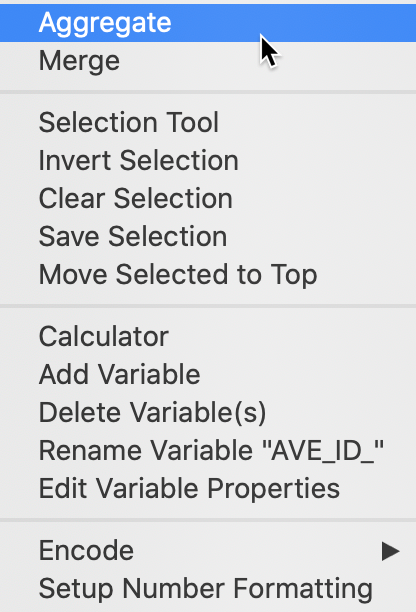 Aggregate
Merge
Selection Tool
Invert Selection
Clear Selection
Save Selection
Move Selected to Top
Calculator
Add Variable
Delete Variable(s)
Rename Variable "AVE_ID_"
Edit Variable Properties
Encode
Setup Number Formatting